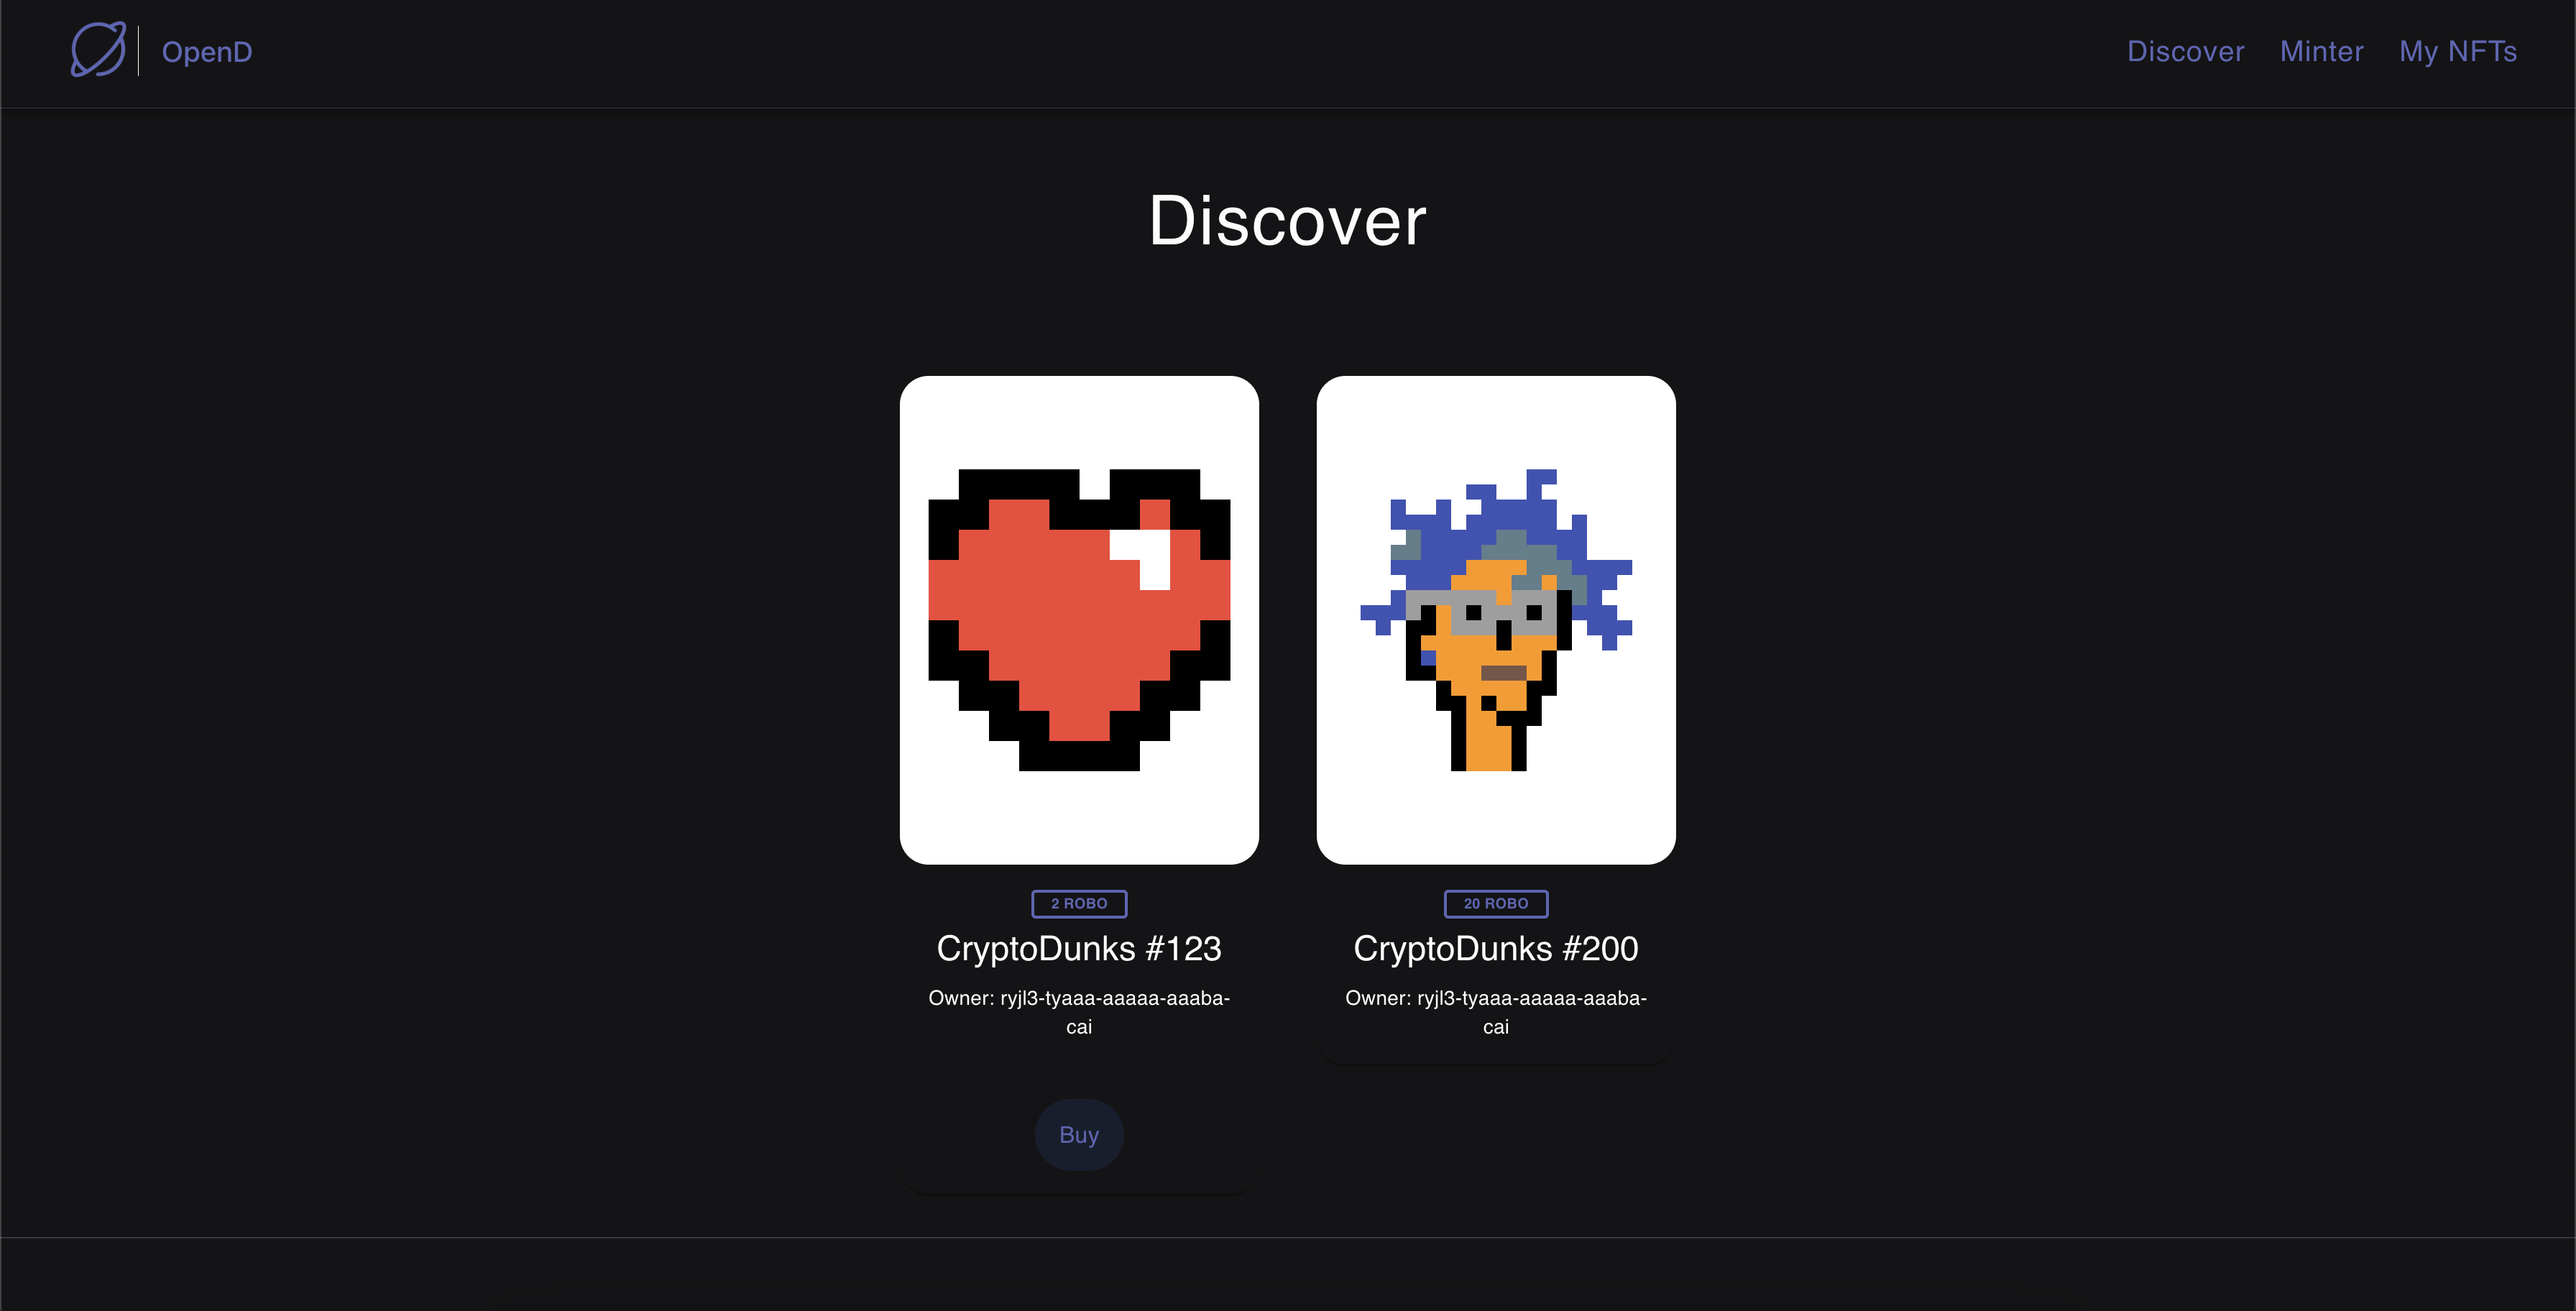 OpenD
Discover Minter My NFTs
Discover
2 ROBO
CryptoDunks #123
Owner: ryjl3-tyaaa-aaaaa-aaaba-
cai
Buy
20 ROBO
CryptoDunks #200
Owner: ryjl3-tyaaa-aaaaa-aaaba-
cai